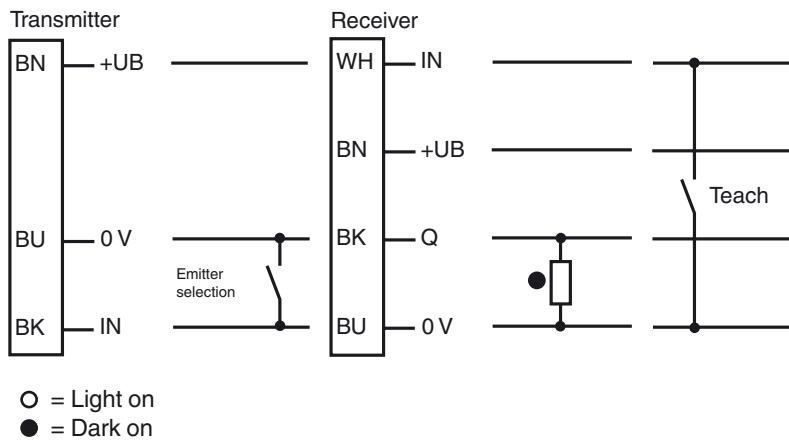 Transmitter
BN +UB
BU 0 V
Emitter
selection
BK IN
Receiver
WH IN
BN +UB
BK Q
BU 0 V
Teach
= Light on
= Dark on